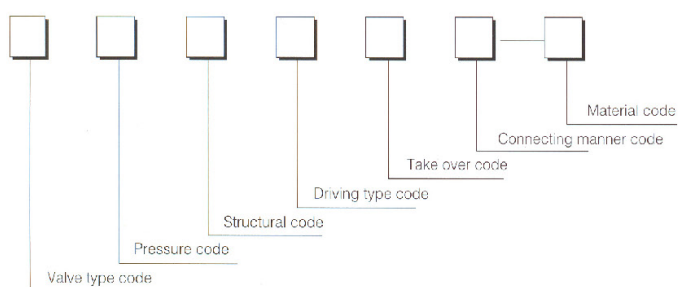 Material code
Connecting manner code
Take over code
Driving type code
Structural code
Pressure code
Valve type code